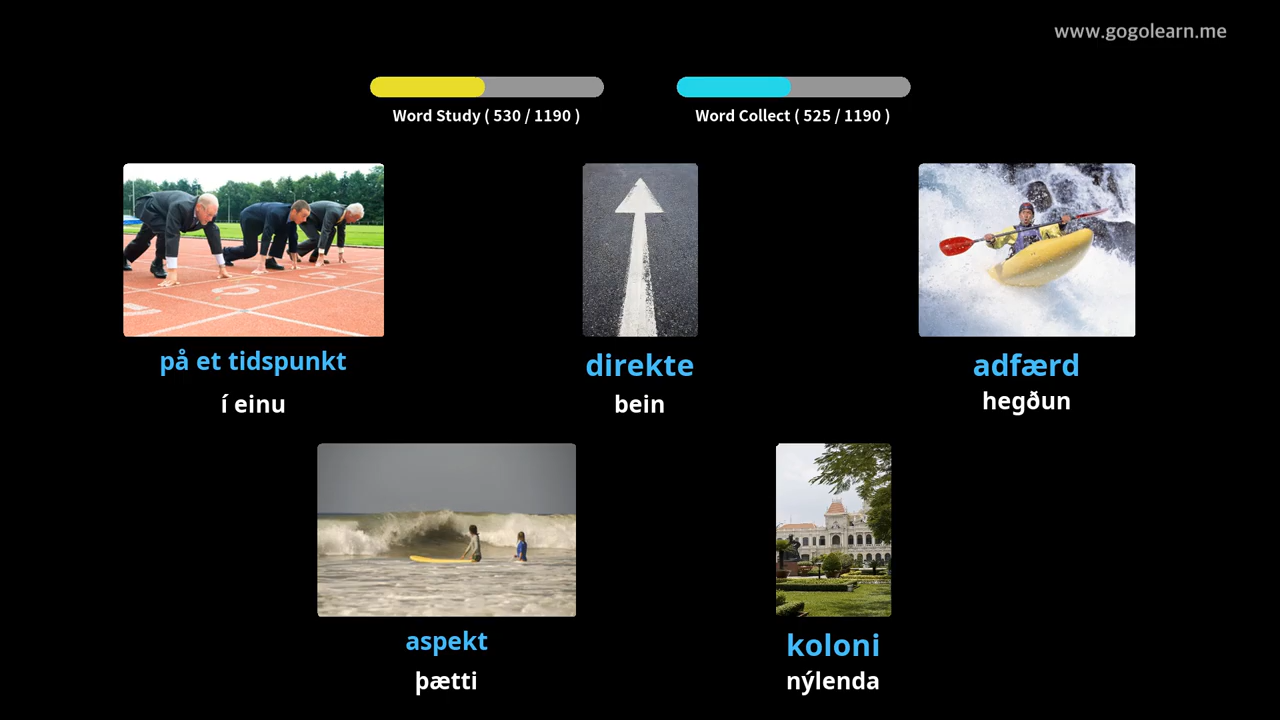 www.gogolearn.me
Word Study ( 530 / 1190 )
Word Collect ( 525 / 1190 )
på et tidspunkt
í einu
direkte
bein
adfærd
hegðun
aspekt
þætti
koloni
nýlenda